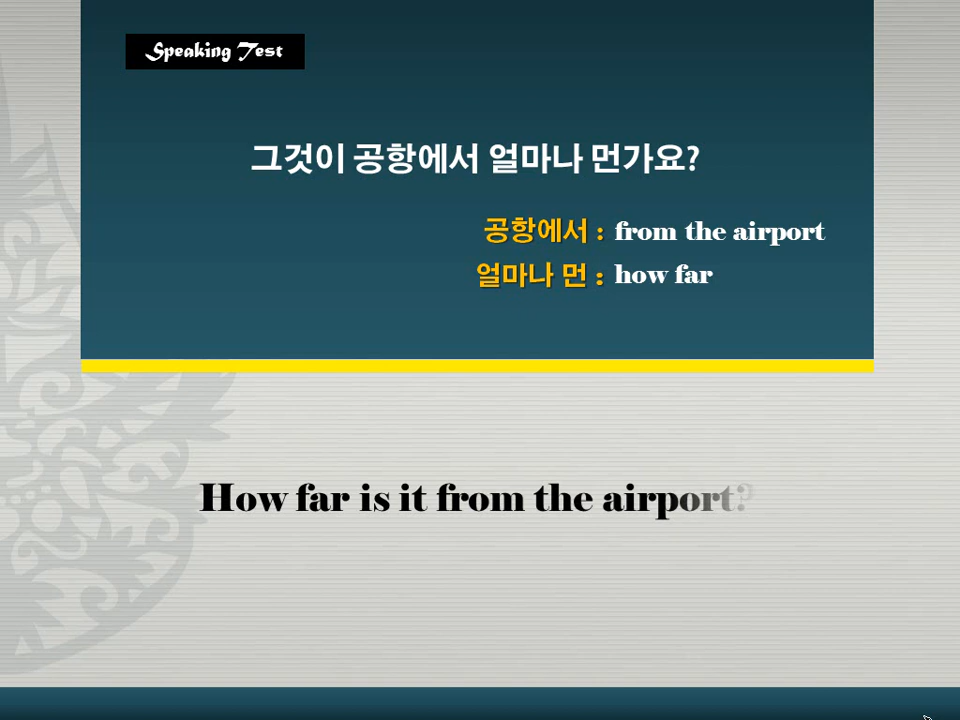 Speaking Test
그것이 공항에서 얼마나 먼가요?
공항에서 : from the airport
얼마나 먼 : how far
How far is it from the airport?